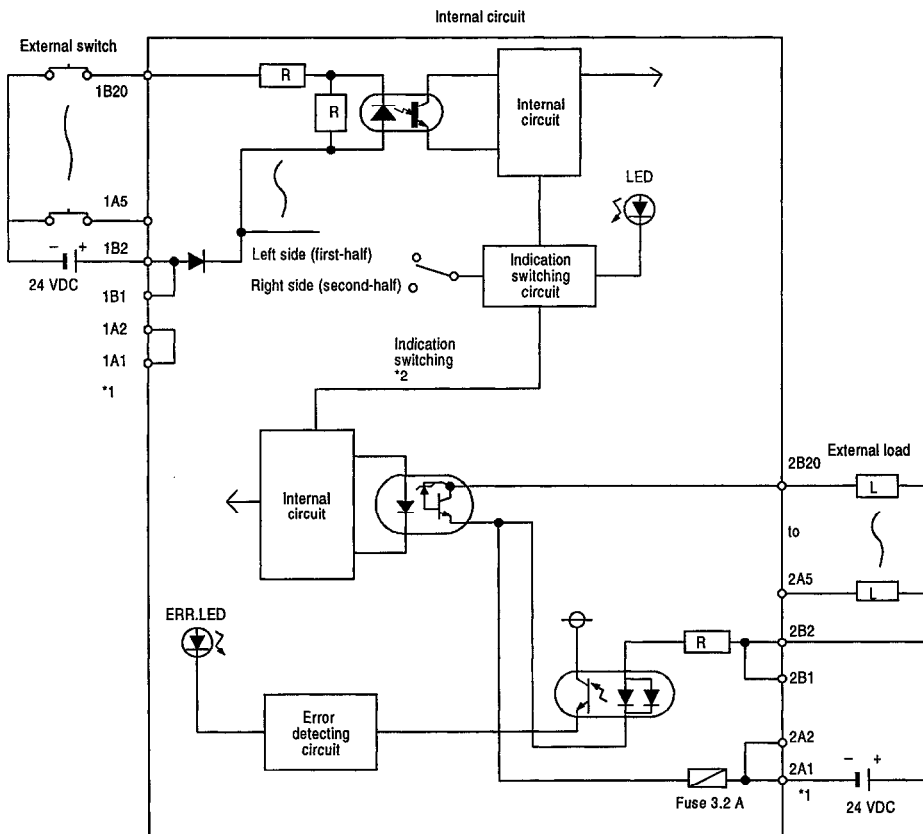 Internal circuit
External switch
1B20
R
R
Internal
circuit
LED
1A5
- +
1B2
24 VDC
Left side (first-half)
Right side (second-half)
Indication
switching
circuit
1B1
1A2
1A1
*1
Indication
switching
*2
2B20
External load
L
Internal
circuit
to
2A5
L
ERR.LED
R
2B2
2B1
Error
detecting
circuit
2A2
2A1
- +
*1
Fuse 3.2 A
24 VDC